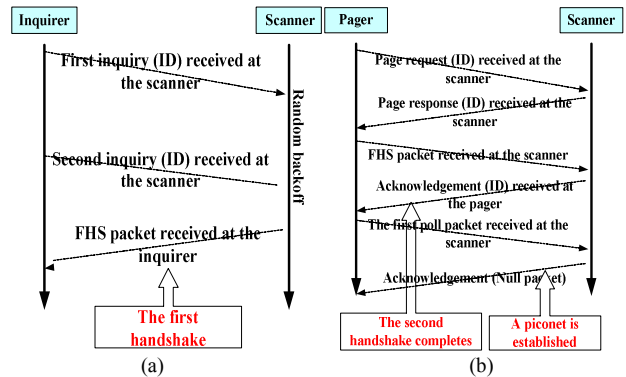 Inquirer
Scanner
First inquiry (ID) received at
the scanner
Random backoff
Second inquiry (ID) received at
the scanner
FHS packet received at the
inquirer
The first
handshake
(a)
Pager
Scanner
Page request (ID) received at the
scanner
Page response (ID) received at the
scanner
FHS packet received at the scanner
Acknowledgement (ID) received at
the pager
The first poll packet received at the
scanner
Acknowledgement (Null packet)
The second
handshake completes
A piconet is
established
(b)